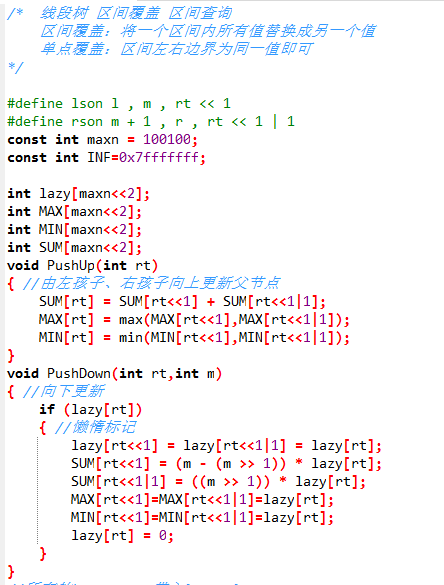 /*  线段树 区间覆盖 区间查询
    区间覆盖：将一个区间内所有值替换成另一个值
    单点覆盖：区间左右边界为同一值即可
*/
#define lson l , m , rt << 1
#define rson m + 1 , r , rt << 1 | 1
const int maxn = 100100;
const int INF=0x7fffffff;
int lazy[maxn<<2];
int MAX[maxn<<2];
int MIN[maxn<<2];
int SUM[maxn<<2];
void PushUp(int rt)
{ //由左孩子、右孩子向上更新父节点
    SUM[rt] = SUM[rt<<1] + SUM[rt<<1|1];
    MAX[rt] = max(MAX[rt<<1],MAX[rt<<1|1]);
    MIN[rt] = min(MIN[rt<<1],MIN[rt<<1|1]);
}
void PushDown(int rt,int m)
{ //向下更新
    if (lazy[rt])
    { //懒惰标记
        lazy[rt<<1] = lazy[rt<<1|1] = lazy[rt];
        SUM[rt<<1] = (m - (m >> 1)) * lazy[rt];
        SUM[rt<<1|1] = ((m >> 1)) * lazy[rt];
        MAX[rt<<1]=MAX[rt<<1|1]=lazy[rt];
        MIN[rt<<1]=MIN[rt<<1|1]=lazy[rt];
        lazy[rt] = 0;
    }
}